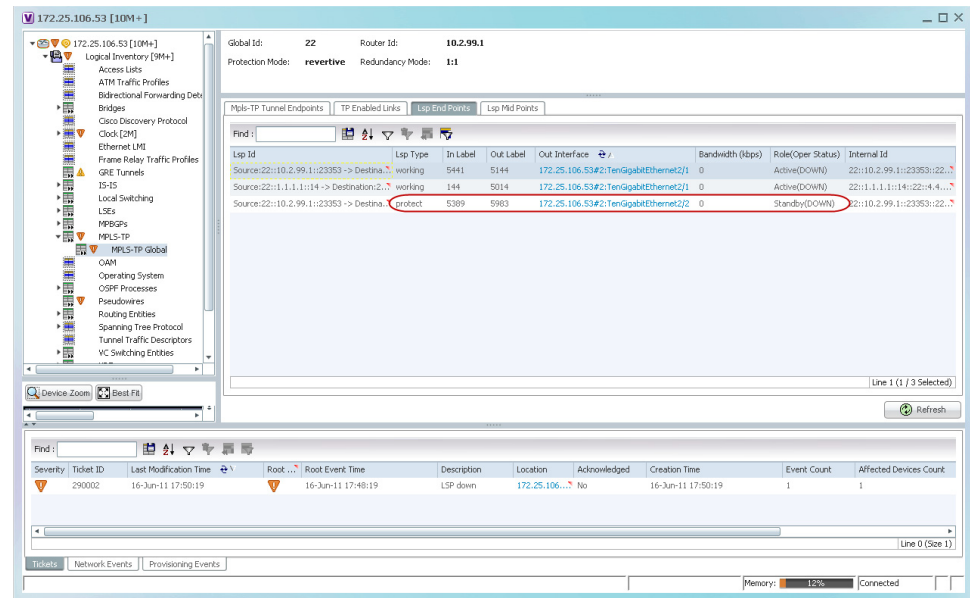 172.25.106.53 [10M+]
172.25.106.53 [10M+]
Logical Inventory [9M+]
Access Lists
ATM Traffic Profiles
Bidirectional Forwarding Dete
Bridges
Cisco Discovery Protocol
Clock [2M]
Ethernet LMI
Frame Relay Traffic Profiles
GRE Tunnels
IS-IS
Local Switching
LSEs
MPBGPs
MPLS-TP
MPLS-TP Global
OAM
Operating System
OSPF Processes
Pseudowires
Routing Entities
Spanning Tree Protocol
Tunnel Traffic Descriptors
VC Switching Entities
Device Zoom Best Fit
Global Id: 22 Router Id: 10.2.99.1
Protection Mode: revertive Redundancy Mode: 1:1
Mpls-TP Tunnel Endpoints TP Enabled Links Lsp End Points Lsp Mid Points
Find :
Lsp Id Lsp Type In Label Out Label Out Interface Bandwidth (kbps) Role(Oper Status) Internal Id
Source:22::10.2.99.1::23353 -> Destina... working 5441 5144 172.25.106.53#2:TenGigabitEthernet2/1 0 Active(DOWN) 22::10.2.99.1::23353::22...
Source:22::1.1.1.1::14 -> Destination:2... working 144 5014 172.25.106.53#2:TenGigabitEthernet2/1 0 Active(DOWN) 22::1.1.1.1::14::22::4.4....
Source:22::10.2.99.1::23353 -> Destina... protect 5389 5983 172.25.106.53#2:TenGigabitEthernet2/2 0 Standby(DOWN) 22::10.2.99.1::23353::22...
Line 1 (1 / 3 Selected)
Refresh
Find :
Severity Ticket ID Last Modification Time Root ... Root Event Time Description Location Acknowledged Creation Time Event Count Affected Devices Count
290002 16-Jun-11 17:50:19 16-Jun-11 17:48:19 LSP down 172.25.106... No 16-Jun-11 17:50:19 1 1
Line 0 (Size 1)
Tickets Network Events Provisioning Events
Memory: 12% Connected